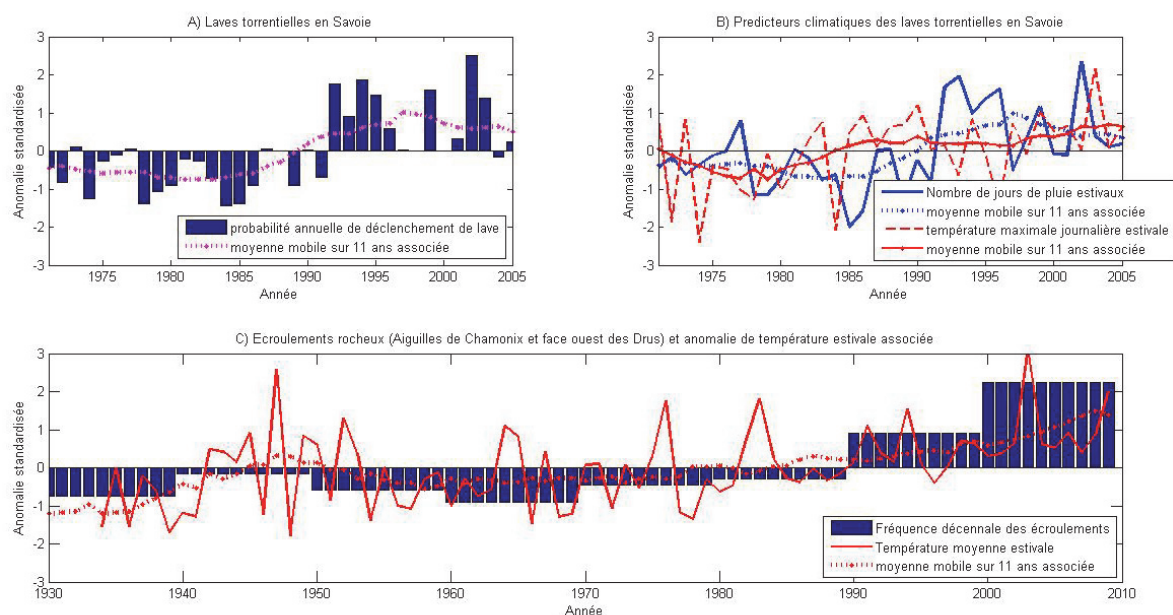 A) Laves torrentielles en Savoie
Anomalie standardisée
3
2
1
0
-1
-2
-3
probabilité annuelle de déclenchement de lave
moyenne mobile sur 11 ans associée
1975
1980
1985
1990
1995
2000
2005
Année
B) Predicteurs climatiques des laves torrentielles en Savoie
Anomalie standardisée
3
2
1
0
-1
-2
-3
Nombre de jours de pluie estivaux
moyenne mobile sur 11 ans associée
température maximale journalière estivale
moyenne mobile sur 11 ans associée
1975
1980
1985
1990
1995
2000
2005
Année
C) Ecroulements rocheux (Aiguilles de Chamonix et face ouest des Drus) et anomalie de température estivale associée
Anomalie standardisée
3
2
1
0
-1
-2
-3
Fréquence décennale des écroulements
Température moyenne estivale
moyenne mobile sur 11 ans associée
1930
1940
1950
1960
1970
1980
1990
2000
2010
Année